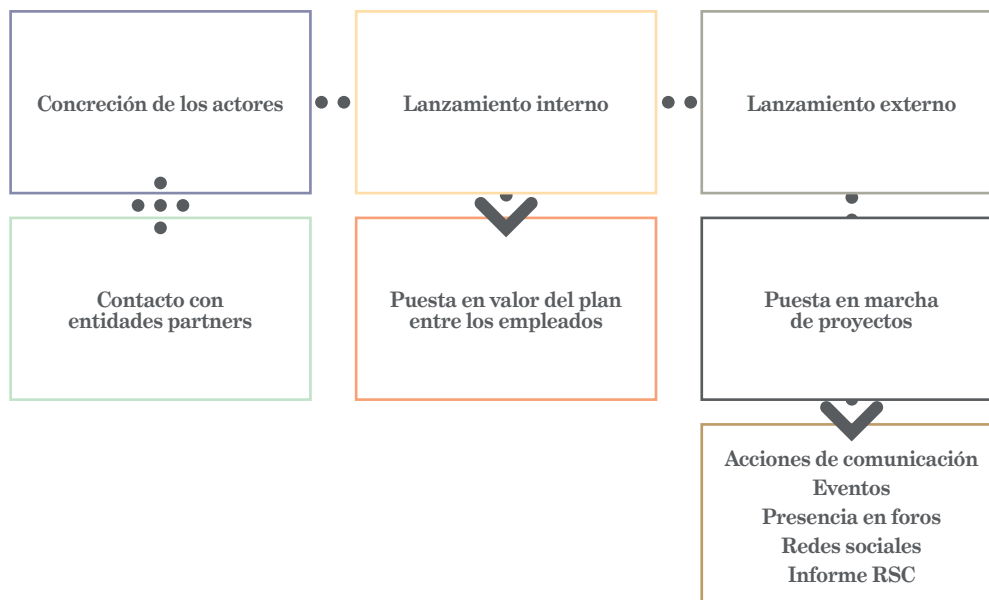 Concreción de los actores
Lanzamiento interno
Lanzamiento externo
Contacto con
entidades partners
Puesta en valor del plan
entre los empleados
Puesta en marcha
de proyectos
Acciones de comunicación
Eventos
Presencia en foros
Redes sociales
Informe RSC